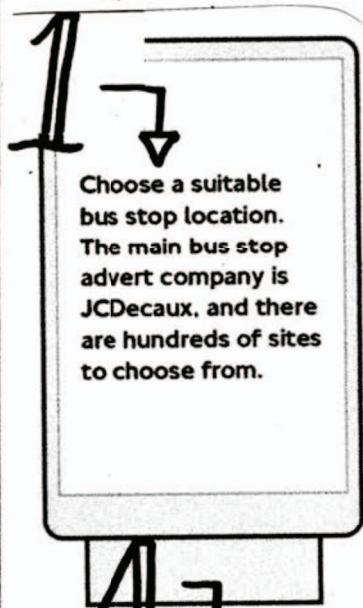 1
Choose a suitable
bus stop location.
The main bus stop
advert company is
JCDecaux, and there
are hundreds of sites
to choose from.